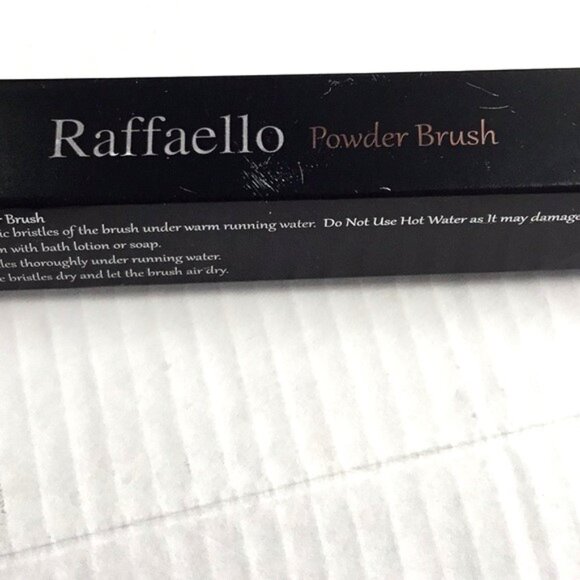 Raffaello Powder Brush
Brush
bristles of the brush under warm running water. Do Not Use Hot Water as It may damage
with bath lotion or soap.
thoroughly under running water.
bristles dry and let the brush air dry.